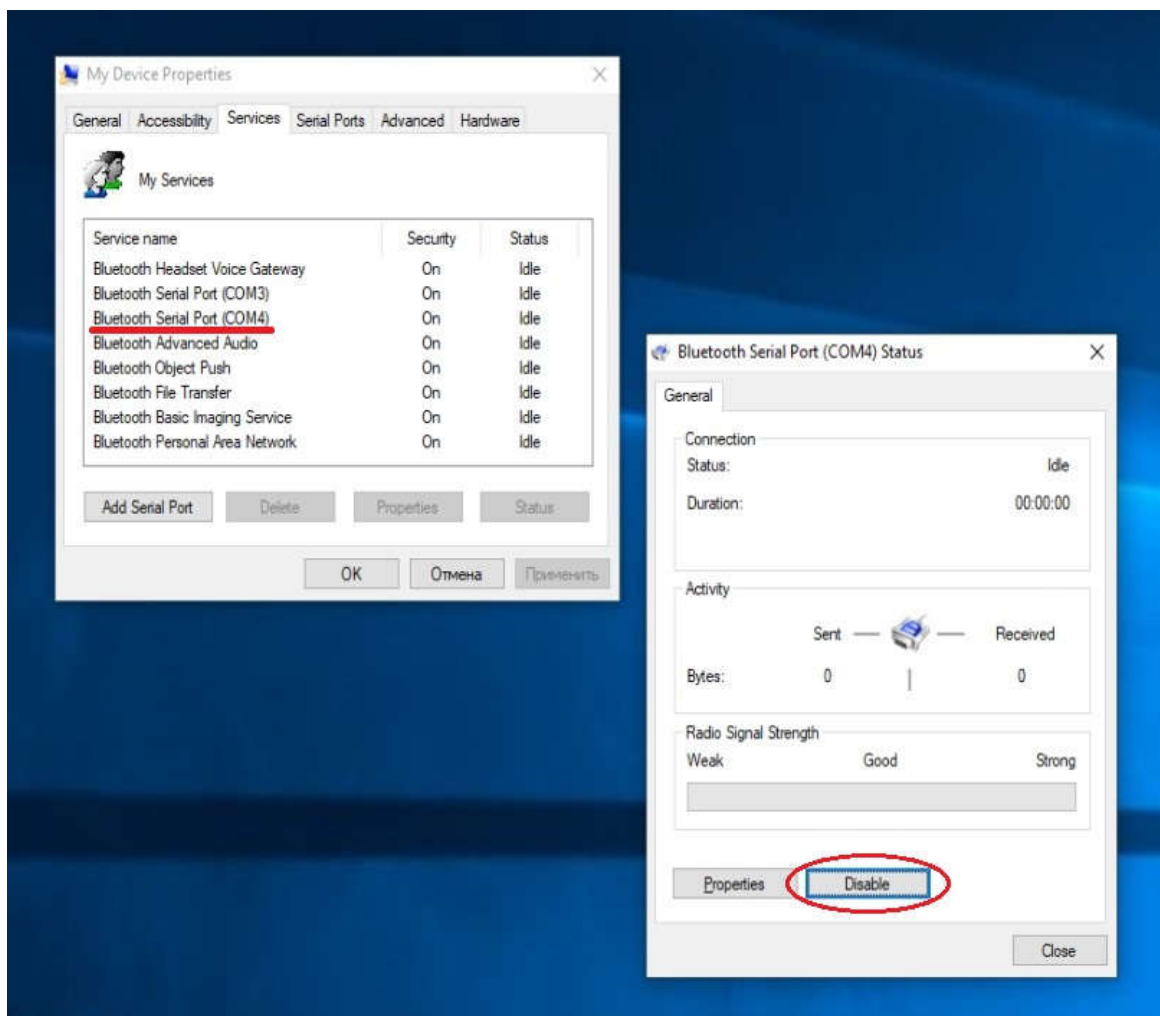 My Device Properties
General Accessibility Services Serial Ports Advanced Hardware
My Services
Service name Security Status
Bluetooth Headset Voice Gateway On Idle
Bluetooth Serial Port (COM3) On Idle
Bluetooth Serial Port (COM4) On Idle
Bluetooth Advanced Audio On Idle
Bluetooth Object Push On Idle
Bluetooth File Transfer On Idle
Bluetooth Basic Imaging Service On Idle
Bluetooth Personal Area Network On Idle
Add Serial Port Delete Properties Status
OK Отмена Применить
Bluetooth Serial Port (COM4) Status
General
Connection
Status: Idle
Duration: 00:00:00
Activity
Sent Received
Bytes: 0 0
Radio Signal Strength
Weak Good Strong
Properties Disable
Close